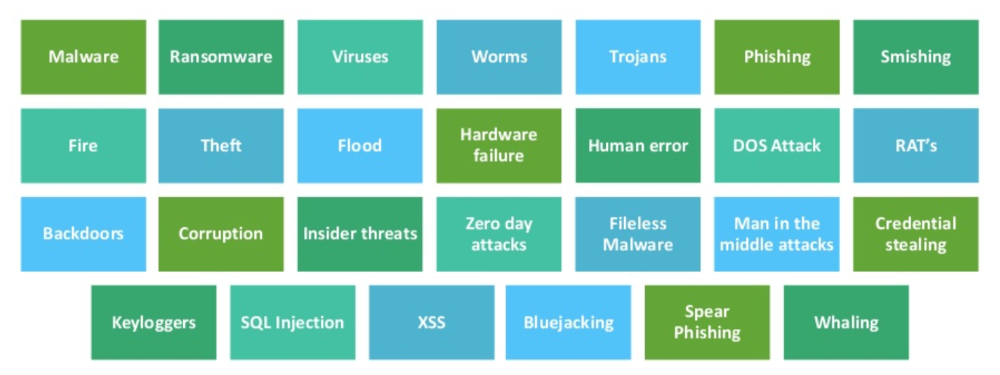 Malware
Ransomware
Viruses
Worms
Trojans
Phishing
Smishing
Fire
Theft
Flood
Hardware
failure
Human error
DOS Attack
RAT's
Backdoors
Corruption
Insider threats
Zero day
attacks
Fileless
Malware
Man in the
middle attacks
Credential
stealing
Keyloggers
SQL Injection
XSS
Bluejacking
Spear
Phishing
Whaling